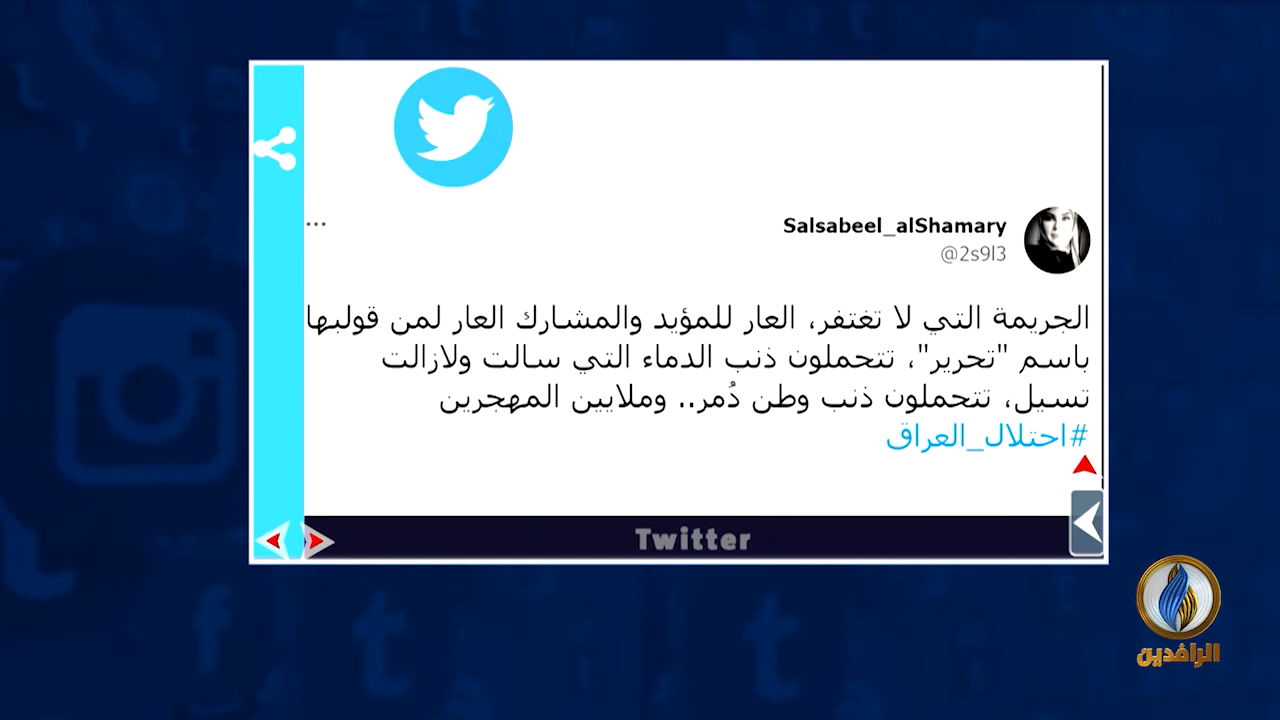 Salsabeel_alShamary
@2s9l3
...
الجريمة التي لا تغتفر، العار للمؤيد والمشارك العار لمن قولبها
باسم "تحرير"، تتحملون ذنب الدماء التي سالت ولازالت
تسيل، تتحملون ذنب وطن دُمر.. وملايين المهجرين
#احتلال_العراق
Twitter
الرافدين